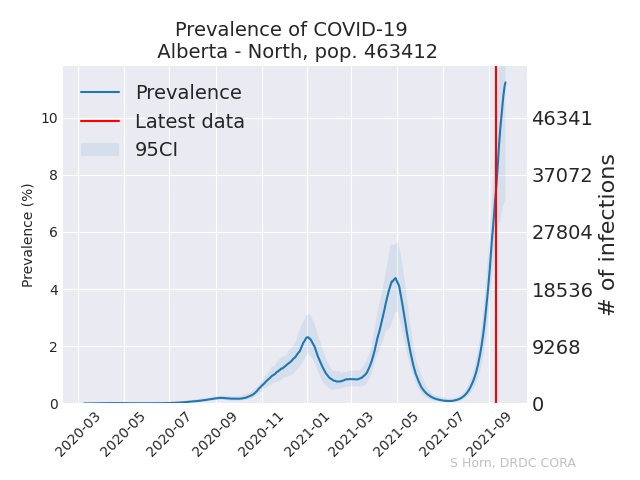 Prevalence of COVID-19
Alberta - North, pop. 463412
Prevalence
Latest data
95CI
Prevalence (%)
10
8
6
4
2
0
46341
37072
27804
18536
9268
0
# of infections
2020-03
2020-05
2020-07
2020-09
2020-11
2021-01
2021-03
2021-05
2021-07
2021-09
S Horn, DRDC CORA